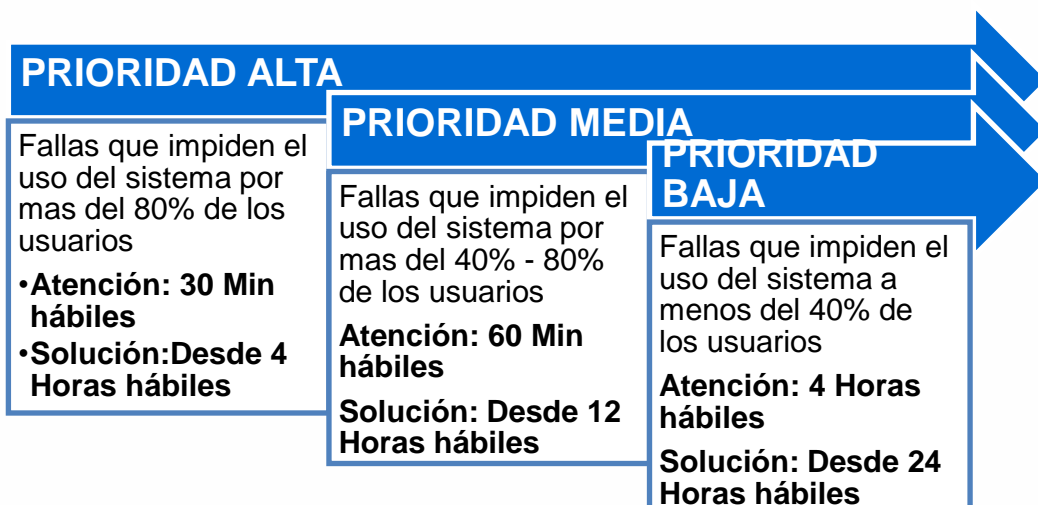 PRIORIDAD ALTA
Fallas que impiden el
uso del sistema por
mas del 80% de los
usuarios
•Atención: 30 Min
hábiles
•Solución:Desde 4
Horas hábiles
PRIORIDAD MEDIA
Fallas que impiden el
uso del sistema por
mas del 40% - 80%
de los usuarios
Atención: 60 Min
hábiles
Solución: Desde 12
Horas hábiles
PRIORIDAD
BAJA
Fallas que impiden el
uso del sistema a
menos del 40% de
los usuarios
Atención: 4 Horas
hábiles
Solución: Desde 24
Horas hábiles